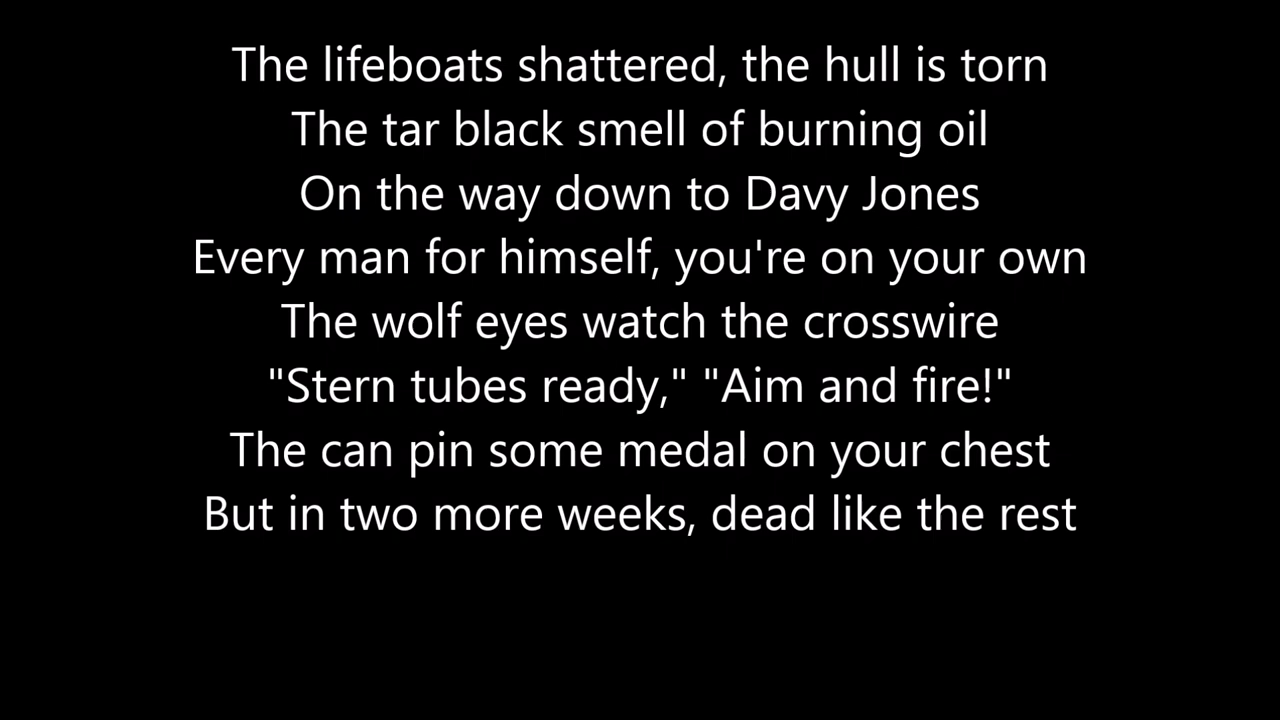 The lifeboats shattered, the hull is torn
The tar black smell of burning oil
On the way down to Davy Jones
Every man for himself, you're on your own
The wolf eyes watch the crosswire
"Stern tubes ready," "Aim and fire!"
The can pin some medal on your chest
But in two more weeks, dead like the rest